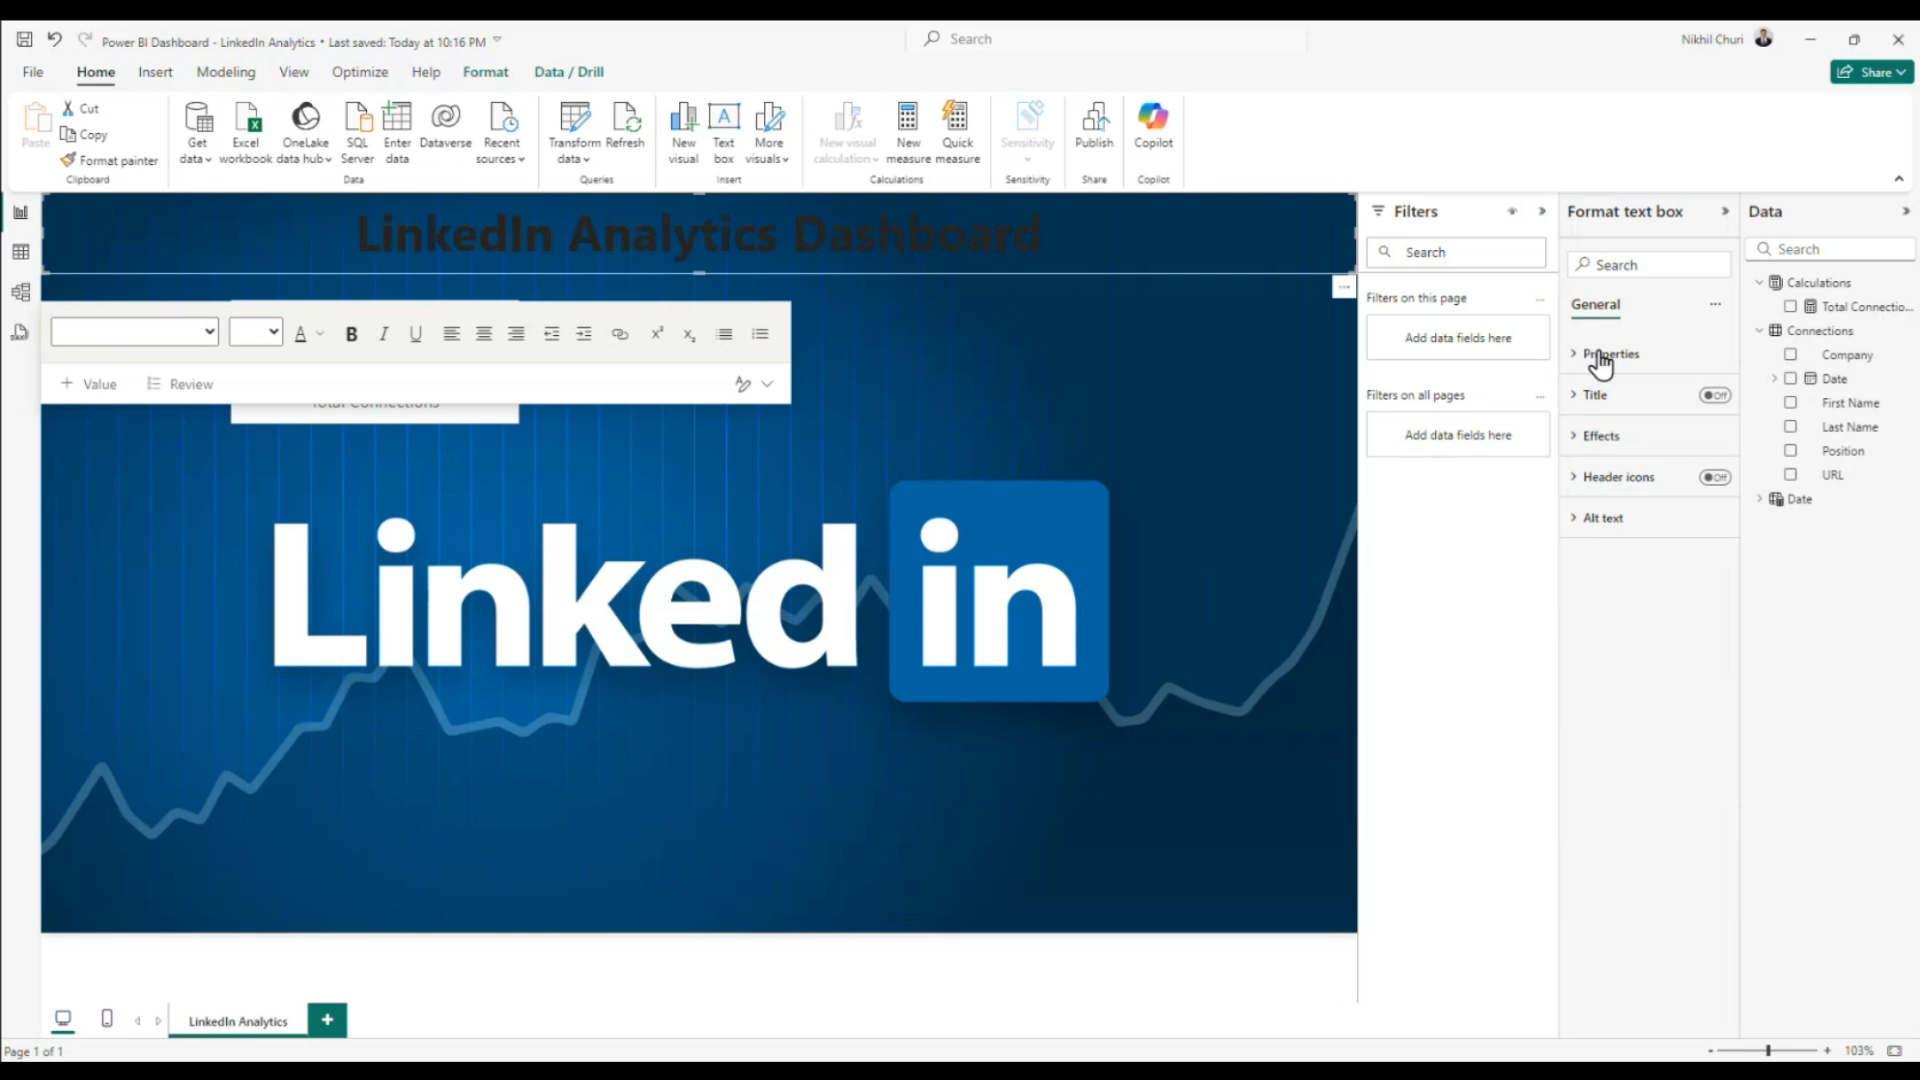 Power BI Dashboard - LinkedIn Analytics • Last saved: Today at 10:16 PM
Search
Nikhil Churi
File Home Insert Modeling View Optimize Help Format Data / Drill
Share
Paste
Cut
Copy
Format painter
Clipboard
Get data
Excel workbook
OneLake data hub
SQL Server
Enter data
Dataverse
Recent sources
Data
Transform data
Refresh
Queries
New visual
Text box
More visuals
Insert
New visual calculation
New measure
Quick measure
Calculations
Sensitivity
Sensitivity
Publish
Share
Copilot
Copilot
LinkedIn Analytics Dashboard
A
B I U
Value
Review
Total Connections
Linked in
Filters
Search
Filters on this page
Add data fields here
Filters on all pages
Add data fields here
Format text box
Search
General
Properties
Title Off
Effects
Header icons Off
Alt text
Data
Search
Calculations
Total Connectio...
Connections
Company
Date
First Name
Last Name
Position
URL
Date
LinkedIn Analytics
+
Page 1 of 1
- + 103%